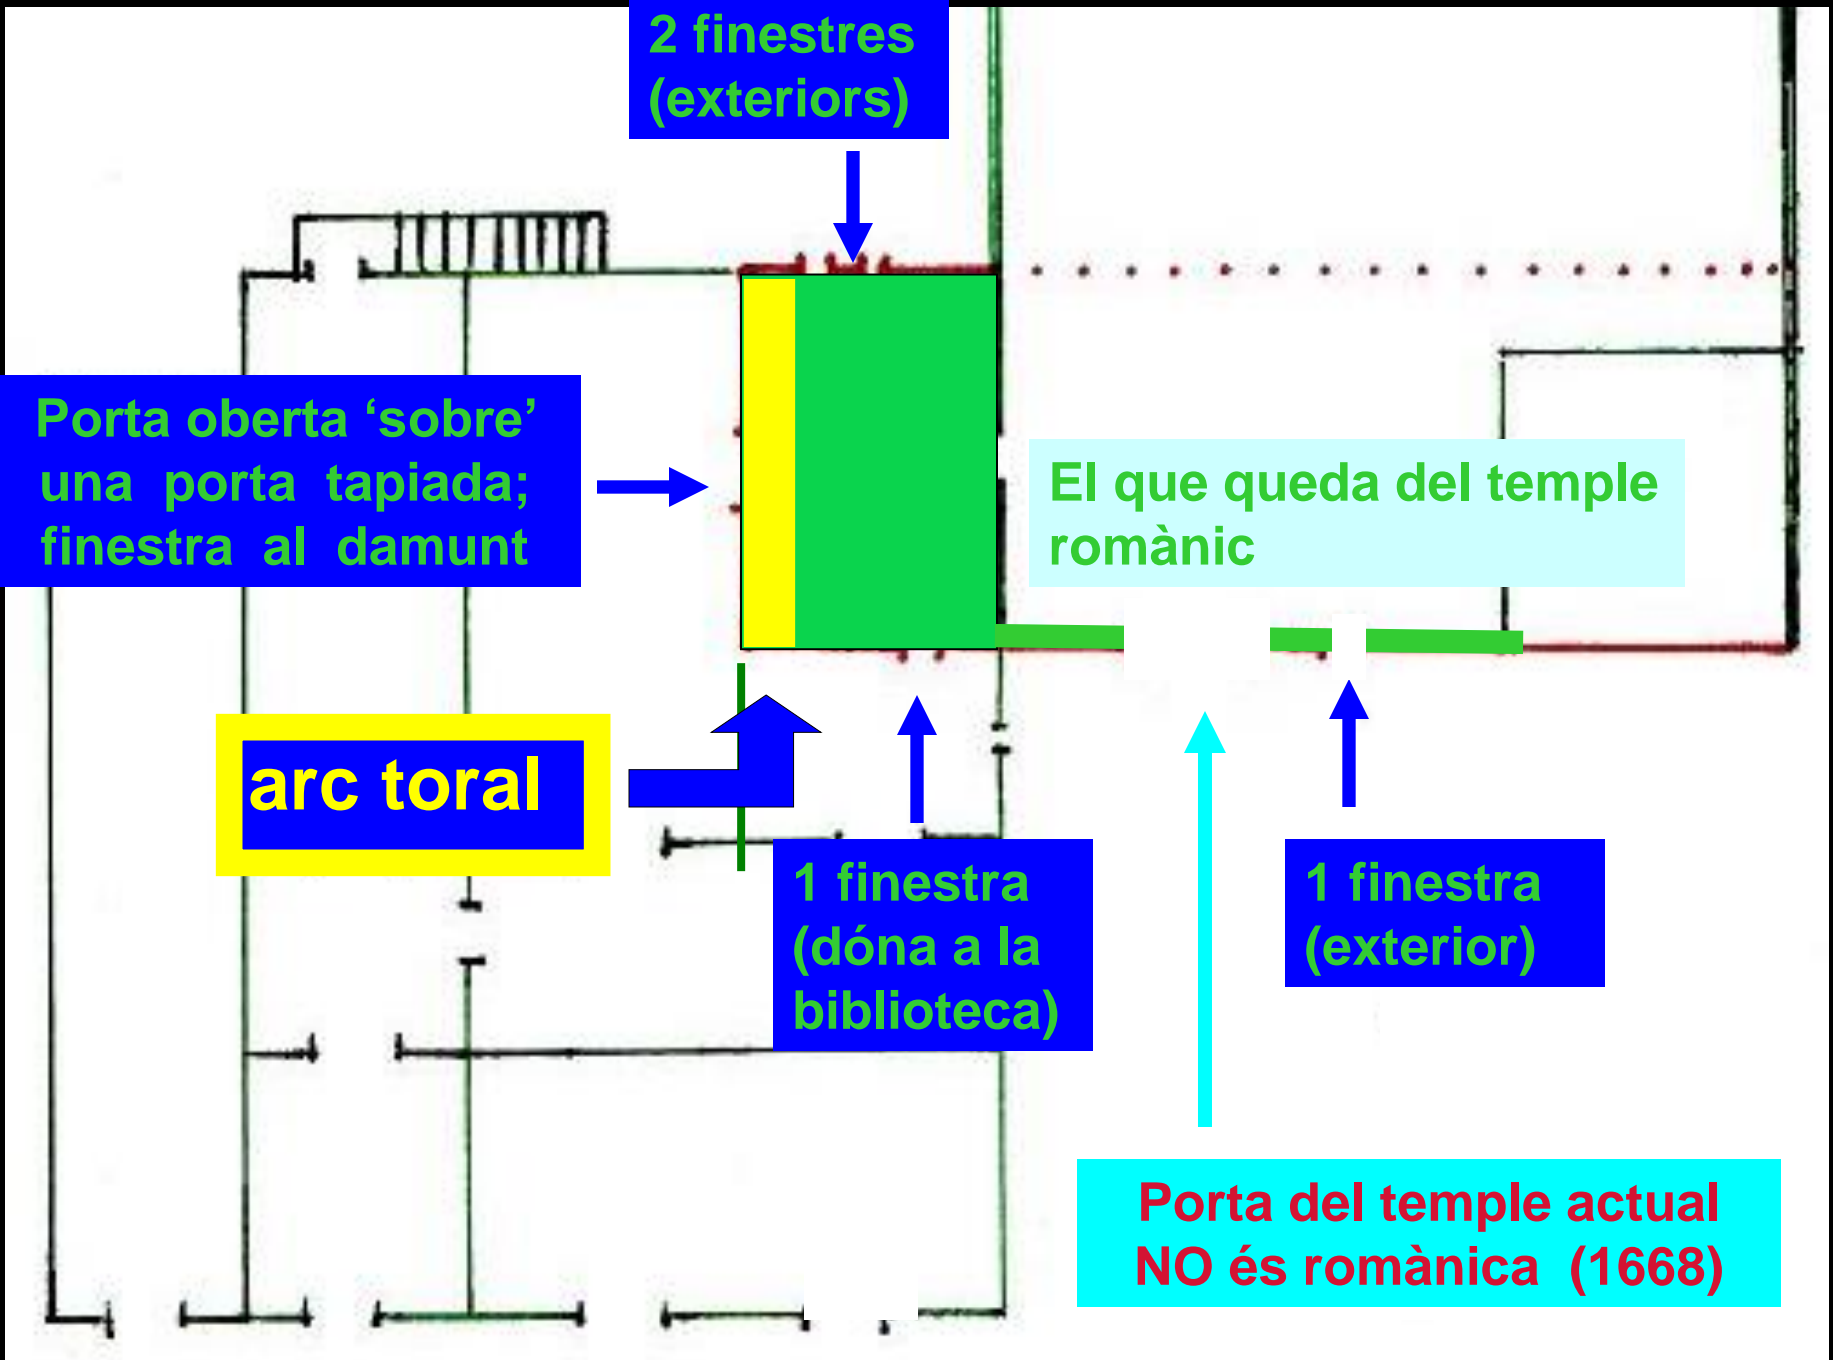 2 finestres
(exteriors)
Porta oberta ‘sobre’
una porta tapiada;
finestra al damunt
El que queda del temple
romànic
arc toral
1 finestra
(dóna a la
biblioteca)
1 finestra
(exterior)
Porta del temple actual
NO és romànica (1668)